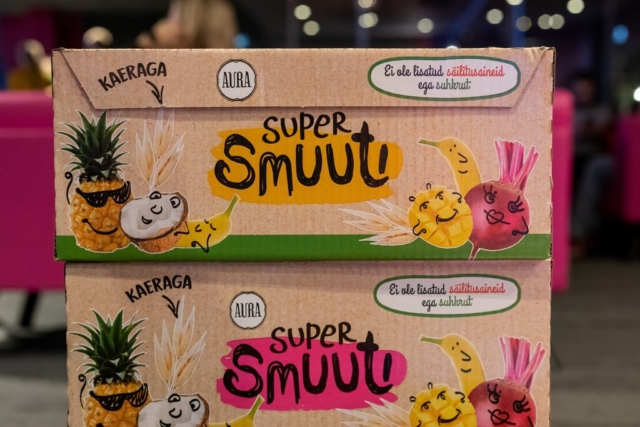 KAERAGA
AURA
Ei ole lisatud säilitusaineid
ega suhkrut
SUPER
SMUUTI
KAERAGA
AURA
Ei ole lisatud säilitusaineid
ega suhkrut
SUPER
SMUUTI